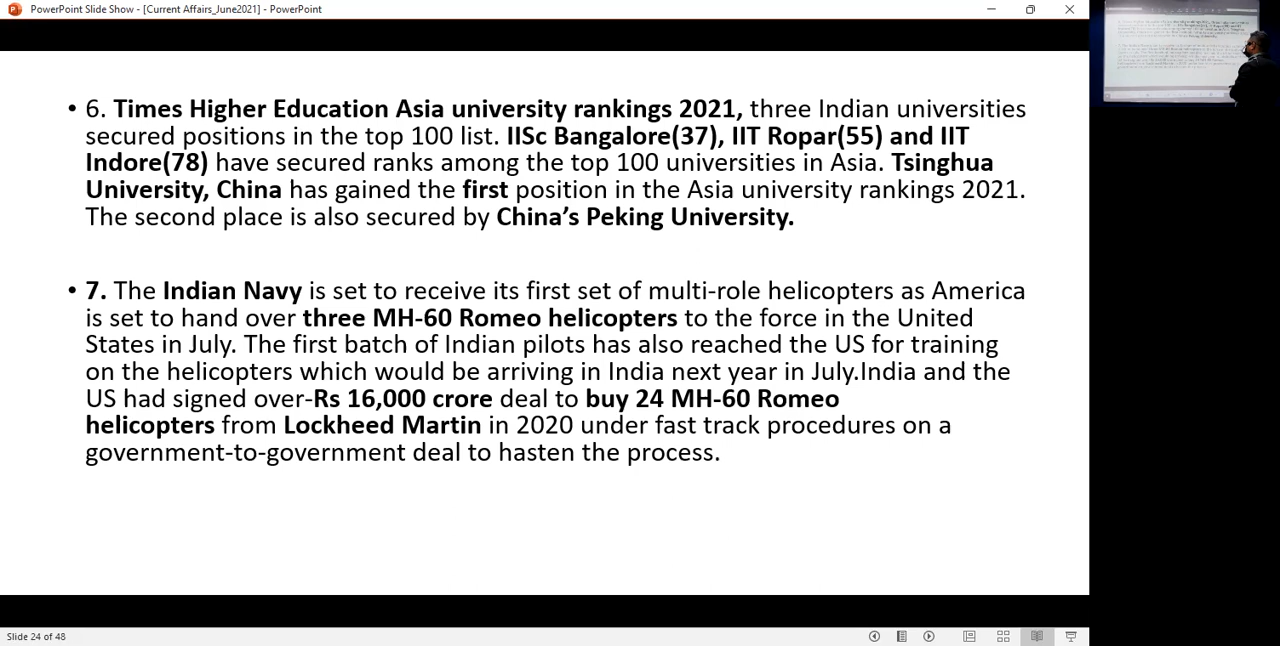 PowerPoint Slide Show - [Current Affairs_June2021] - PowerPoint
• 6. Times Higher Education Asia university rankings 2021, three Indian universities
secured positions in the top 100 list. IISc Bangalore(37), IIT Ropar(55) and IIT
Indore(78) have secured ranks among the top 100 universities in Asia. Tsinghua
University, China has gained the first position in the Asia university rankings 2021.
The second place is also secured by China’s Peking University.
• 7. The Indian Navy is set to receive its first set of multi-role helicopters as America
is set to hand over three MH-60 Romeo helicopters to the force in the United
States in July. The first batch of Indian pilots has also reached the US for training
on the helicopters which would be arriving in India next year in July.India and the
US had signed over-Rs 16,000 crore deal to buy 24 MH-60 Romeo
helicopters from Lockheed Martin in 2020 under fast track procedures on a
government-to-government deal to hasten the process.
Slide 24 of 48